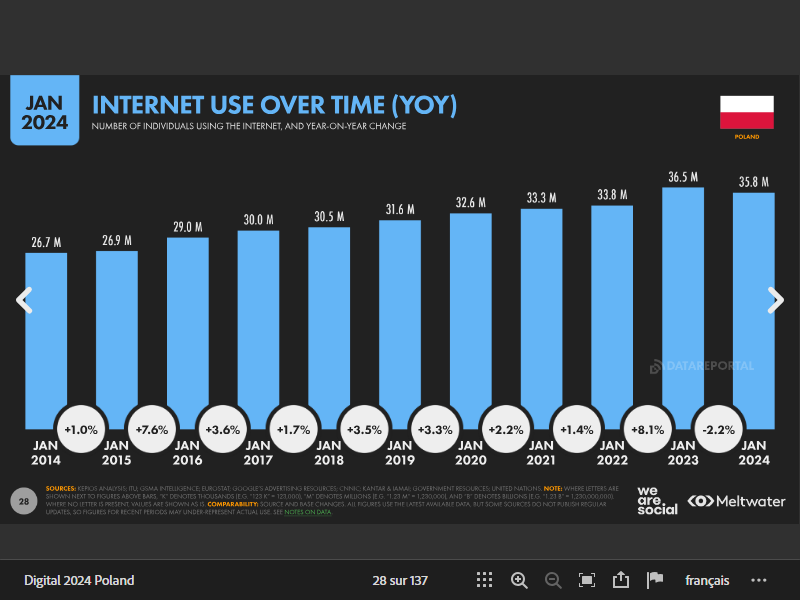 JAN
2024
INTERNET USE OVER TIME (YOY)
NUMBER OF INDIVIDUALS USING THE INTERNET, AND YEAR-ON-YEAR CHANGE
POLAND
26.7 M
26.9 M
29.0 M
30.0 M
30.5 M
31.6 M
32.6 M
33.3 M
33.8 M
36.5 M
35.8 M
DATAREPORTAL
+1.0%
+7.6%
+3.6%
+1.7%
+3.5%
+3.3%
+2.2%
+1.4%
+8.1%
-2.2%
JAN
2014
JAN
2015
JAN
2016
JAN
2017
JAN
2018
JAN
2019
JAN
2020
JAN
2021
JAN
2022
JAN
2023
JAN
2024
28
SOURCES: KEPIOS ANALYSIS; ITU; GSMA INTELLIGENCE; EUROSTAT; GOOGLE'S ADVERTISING RESOURCES; CNNIC; KANTAR & IAMAI; GOVERNMENT RESOURCES; UNITED NATIONS. NOTE: WHERE LETTERS ARE
SHOWN NEXT TO FIGURES ABOVE BARS, "K" DENOTES THOUSANDS (E.G. "123 K" = 123,000), "M" DENOTES MILLIONS (E.G. "1.23 M" = 1,230,000), AND "B" DENOTES BILLIONS (E.G. "1.23 B" = 1,230,000,000).
WHERE NO LETTER IS PRESENT, VALUES ARE SHOWN AS IS. COMPARABILITY: SOURCE AND BASE CHANGES. ALL FIGURES USE THE LATEST AVAILABLE DATA, BUT SOME SOURCES DO NOT PUBLISH REGULAR
UPDATES, SO FIGURES FOR RECENT PERIODS MAY UNDER-REPRESENT ACTUAL USE. SEE NOTES ON DATA.
we
are.
social
Meltwater
Digital 2024 Poland
28 sur 137
français